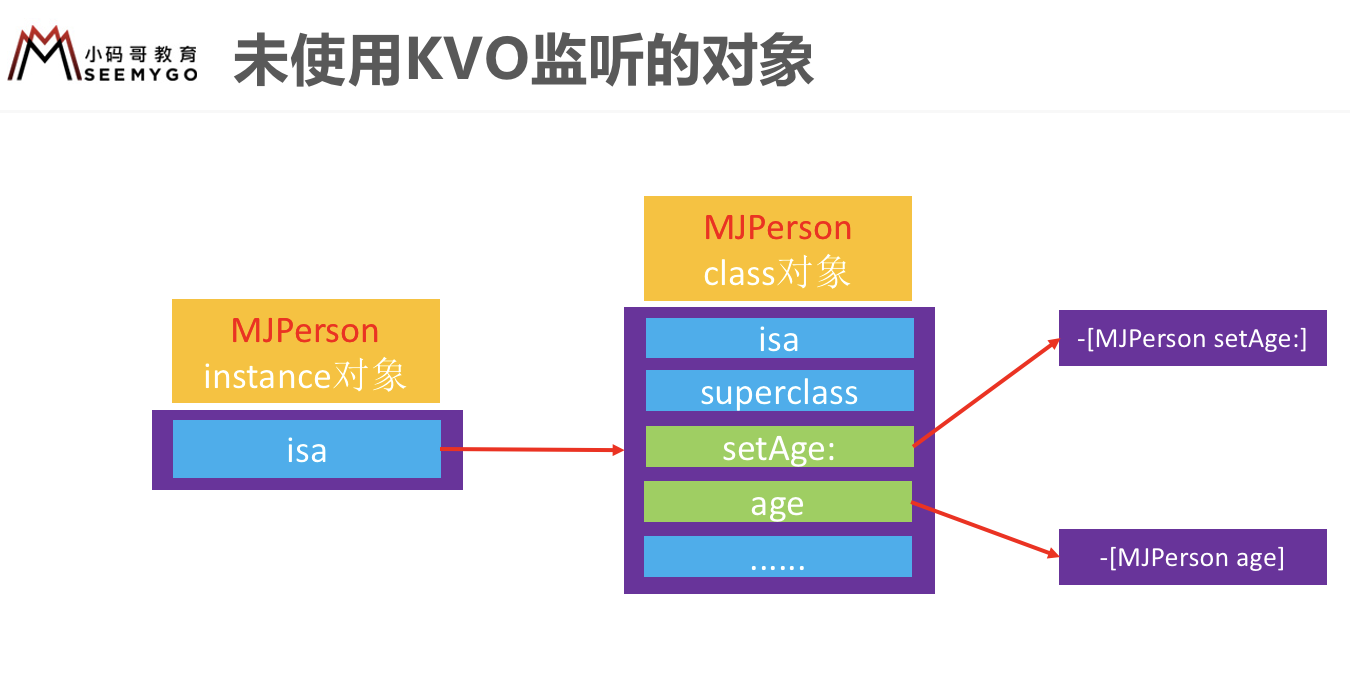 小码哥教育
SEEMYGO
未使用KVO监听的对象
MJPerson
instance对象
isa
MJPerson
class对象
isa
superclass
setAge:
age
......
-[MJPerson setAge:]
-[MJPerson age]